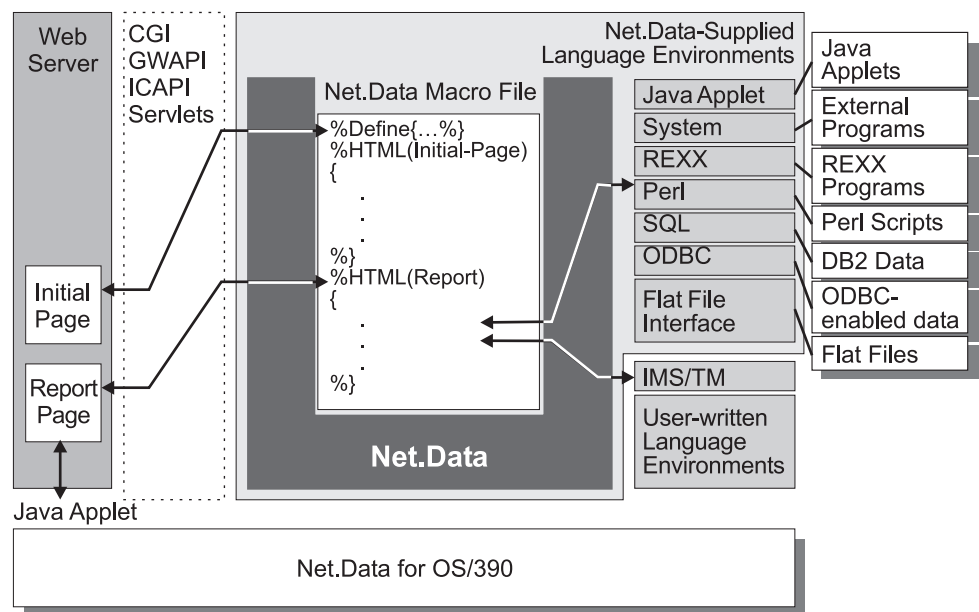 Web
Server
CGI
GWAPI
ICAPI
Servlets
Net.Data-Supplied
Language Environments
Net.Data Macro File
%Define{...%}
%HTML(Initial-Page)
{
.
.
.
%}
%HTML(Report)
{
.
.
.
%}
Net.Data
Initial
Page
Report
Page
Java Applet
Java Applet
System
REXX
Perl
SQL
ODBC
Flat File
Interface
IMS/TM
User-written
Language
Environments
Java
Applets
External
Programs
REXX
Programs
Perl Scripts
DB2 Data
ODBC-
enabled data
Flat Files
Net.Data for OS/390